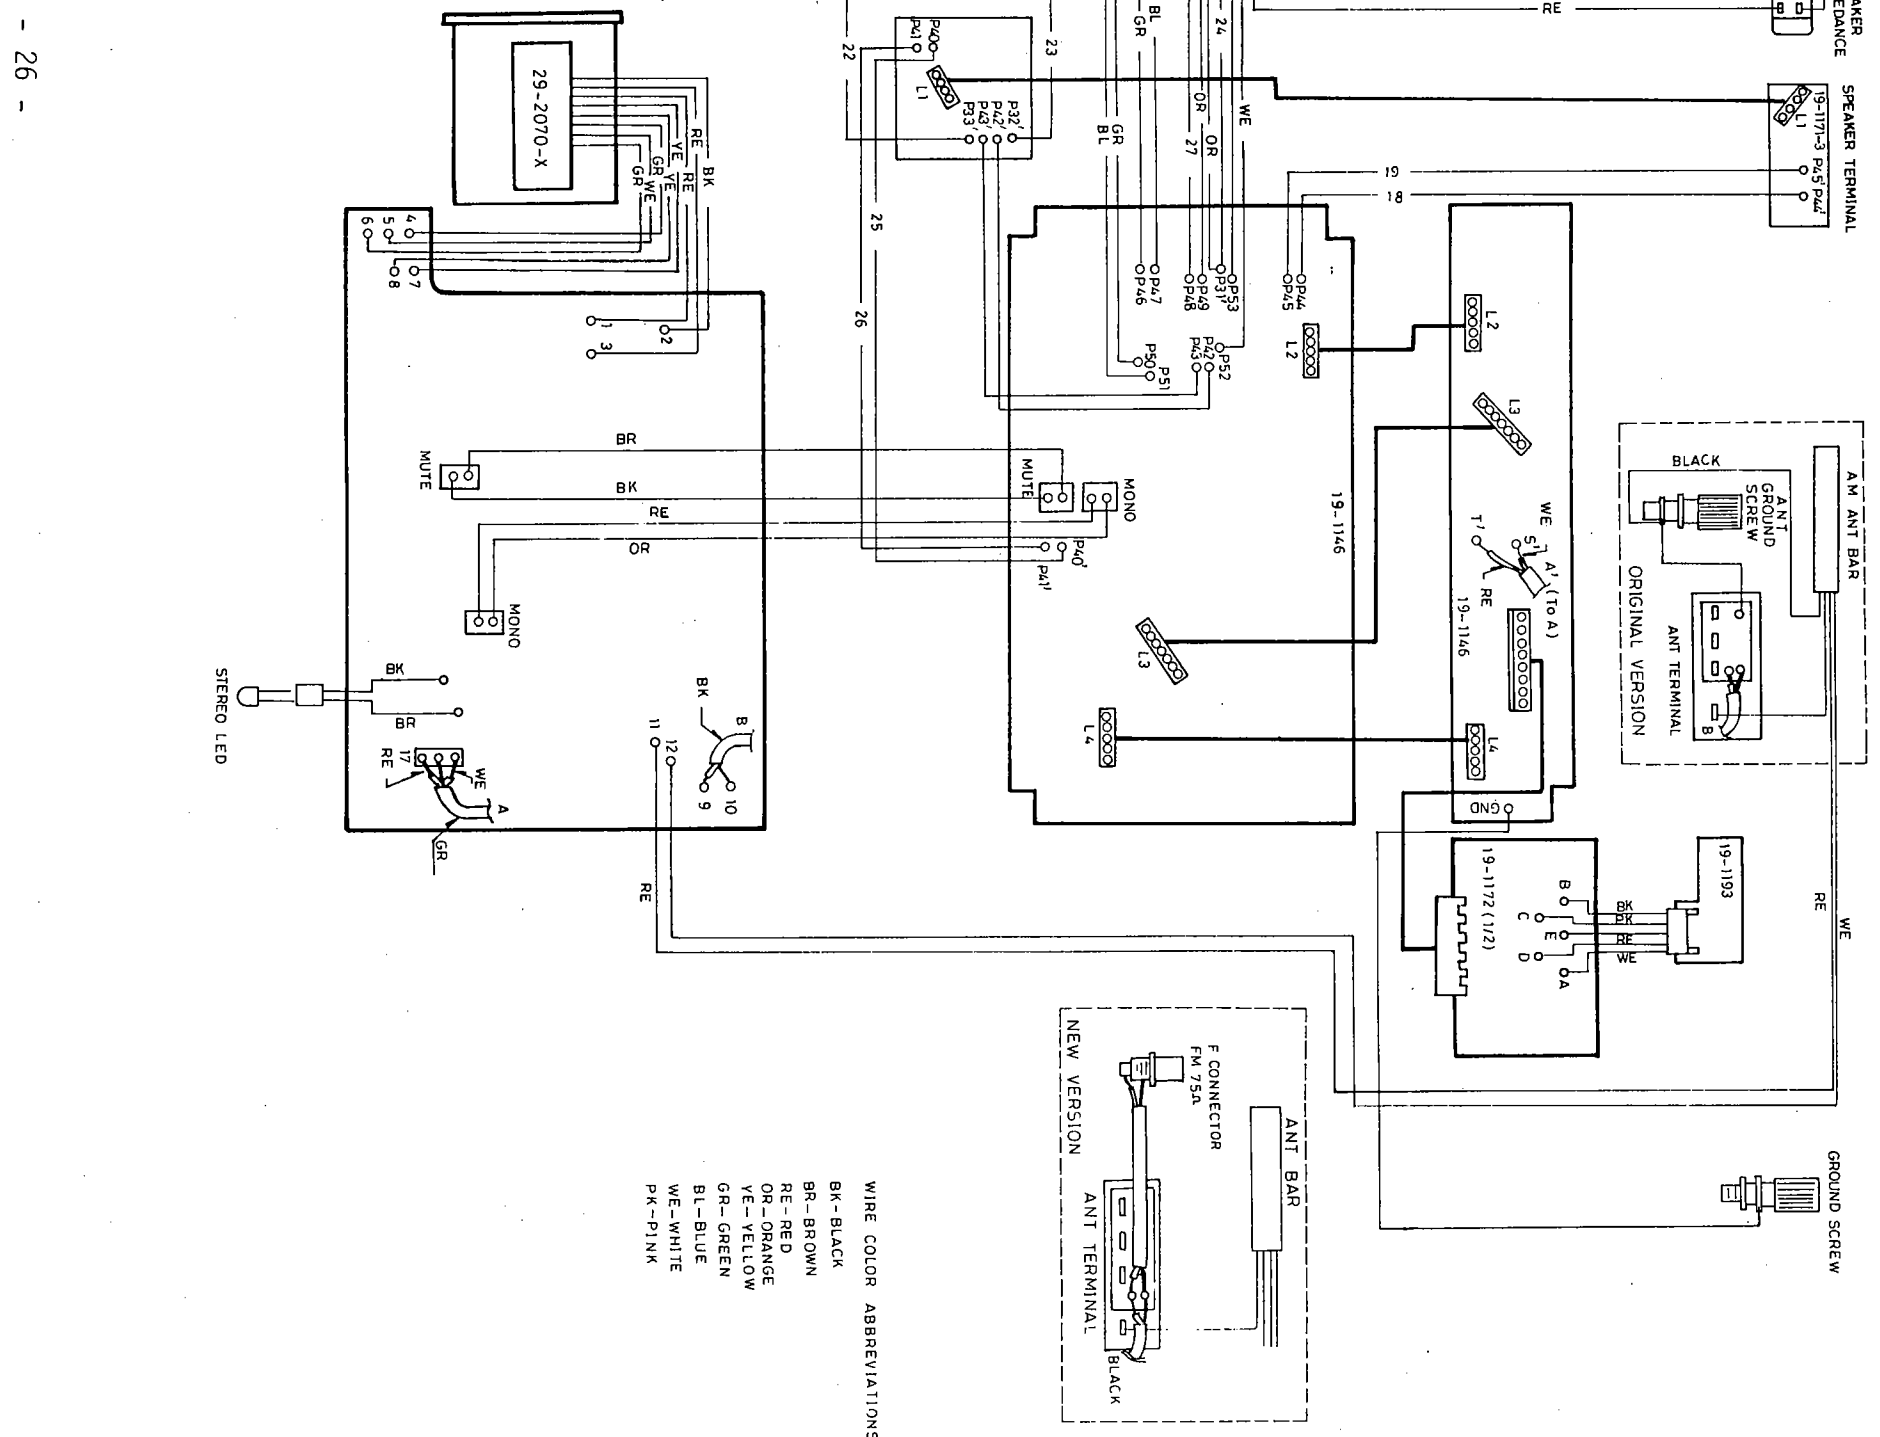 - 26 -
29-2070-X
BK
RE
RE
YE
YE
GR
WE
GR
4
5
6
7
8
1
2
3
MUTE
BR
BK
RE
OR
MONO
STEREO LED
BK
BR
17
RE
WE
A
GR
BK
B
9
10
11
12
RE
P40
P41
L1
P32'
P42'
P43'
P33'
22
23
25
26
BL
GR
GR
BL
24
OR
27
OR
WE
RE
19
18
P46
P47
P48
P49
P31'
P53
P45
P44
P50
P51
P43
P42
P52
L2
MUTE
MONO
P40'
P41'
19-1146
L3
L4
L2
L3
WE
T'
S'
A' (To A)
RE
19-1146
L4
GND
EDANCE
SPEAKER TERMINAL
19-1171-3
L1
P45'
P44'
AM ANT BAR
BLACK
ANT
GROUND
SCREW
ANT TERMINAL
B
ORIGINAL VERSION
19-1193
19-1172 (1/2)
B
C
E
D
A
BK
PK
RE
WE
RE
WE
GROUND SCREW
ANT BAR
F CONNECTOR
FM 75Ω
ANT TERMINAL
BLACK
NEW VERSION
WIRE COLOR ABBREVIATIONS
BK-BLACK
BR-BROWN
RE-RED
OR-ORANGE
YE-YELLOW
GR-GREEN
BL-BLUE
WE-WHITE
PK-PINK